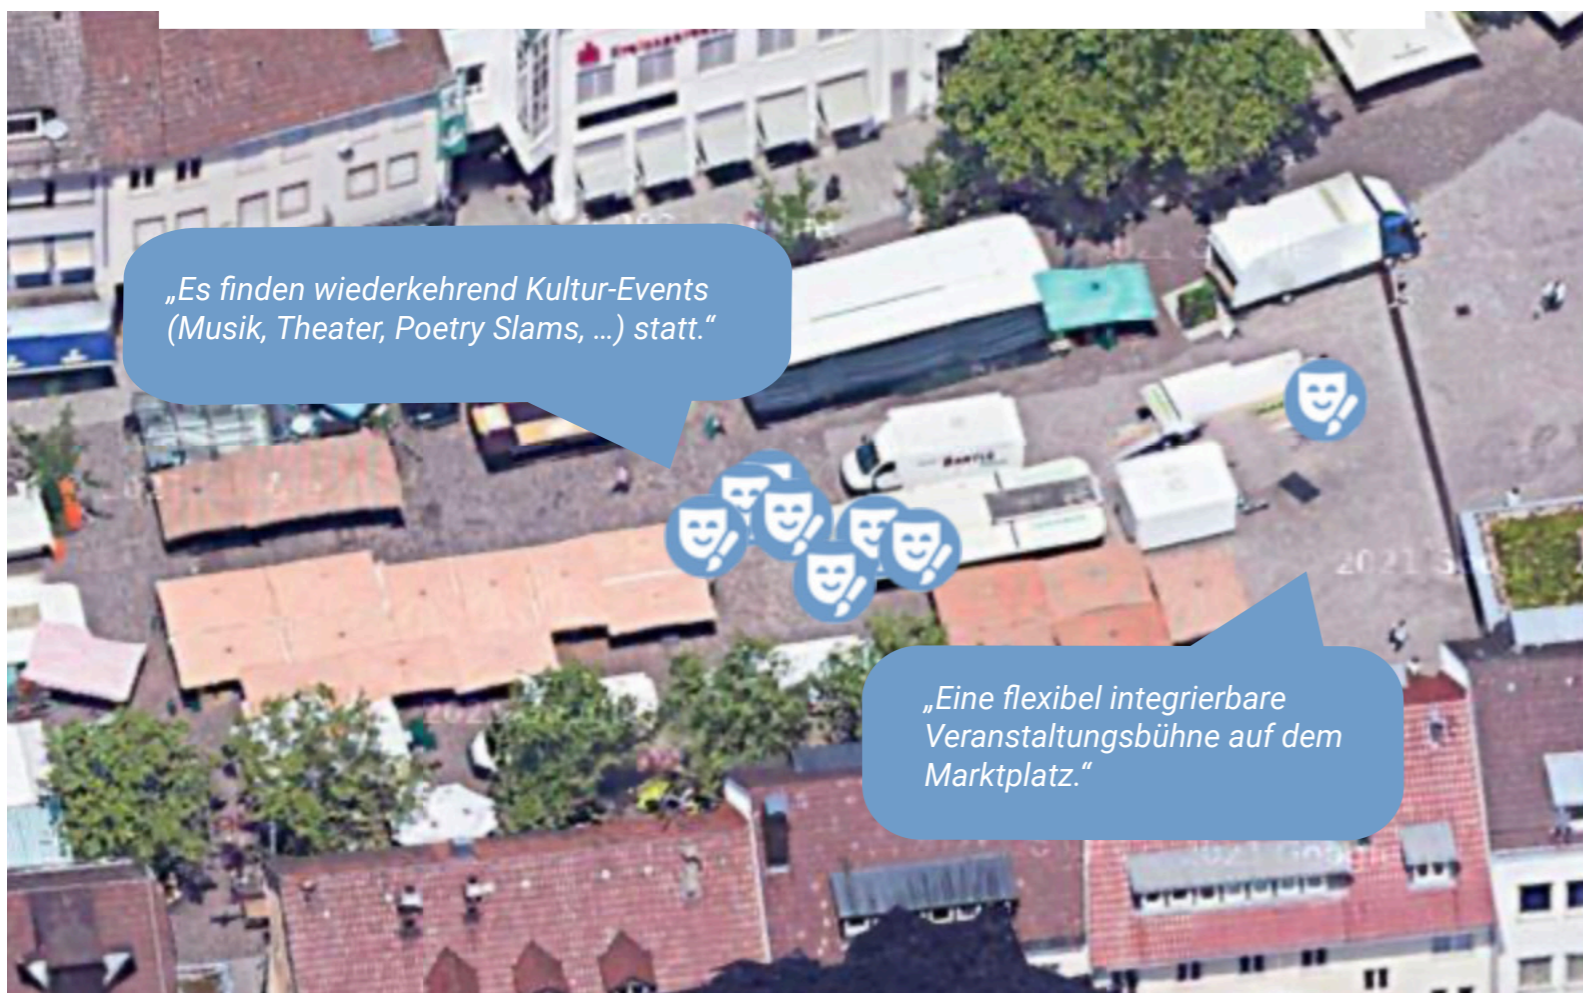 „Es finden wiederkehrend Kultur-Events
(Musik, Theater, Poetry Slams, ...) statt.“
„Eine flexibel integrierbare
Veranstaltungsbühne auf dem
Marktplatz.“